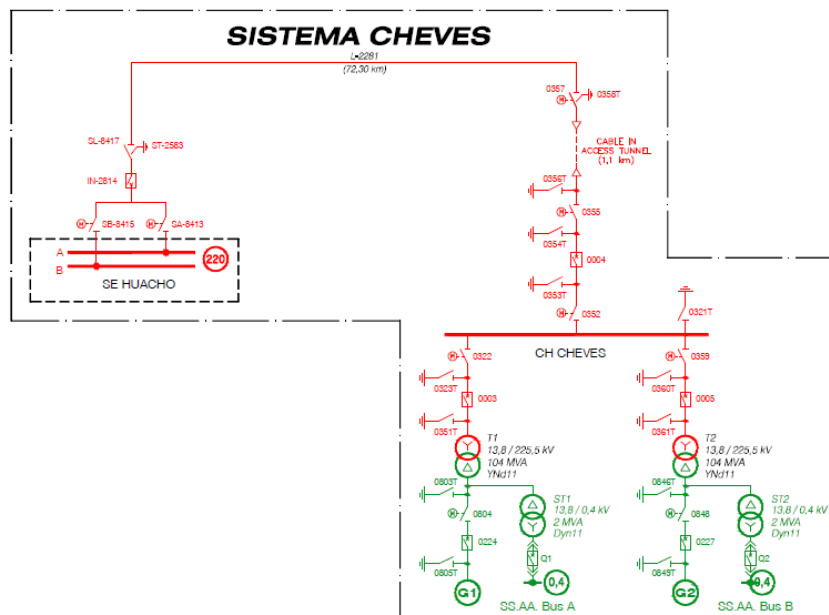 SISTEMA CHEVES
L-2281
(72,30 km)
0357
0358T
SL-8417
ST-2583
CABLE IN
ACCESS TUNNEL
(1,1 km)
IN-2814
0356T
SB-8415
SA-8413
0355
0354T
A
B
220
0004
SE HUACHO
0353T
0352
0321T
CH CHEVES
0322
0359
0323T
0360T
0003
0005
0351T
0361T
T1
13,8 / 225,5 kV
104 MVA
YNd11
T2
13,8 / 225,5 kV
104 MVA
YNd11
0803T
0846T
ST1
13,8 / 0,4 kV
2 MVA
Dyn11
ST2
13,8 / 0,4 kV
2 MVA
Dyn11
0804
0848
0224
0227
Q1
Q2
0805T
0849T
G1
0,4
G2
0,4
SS.AA. Bus A
SS.AA. Bus B